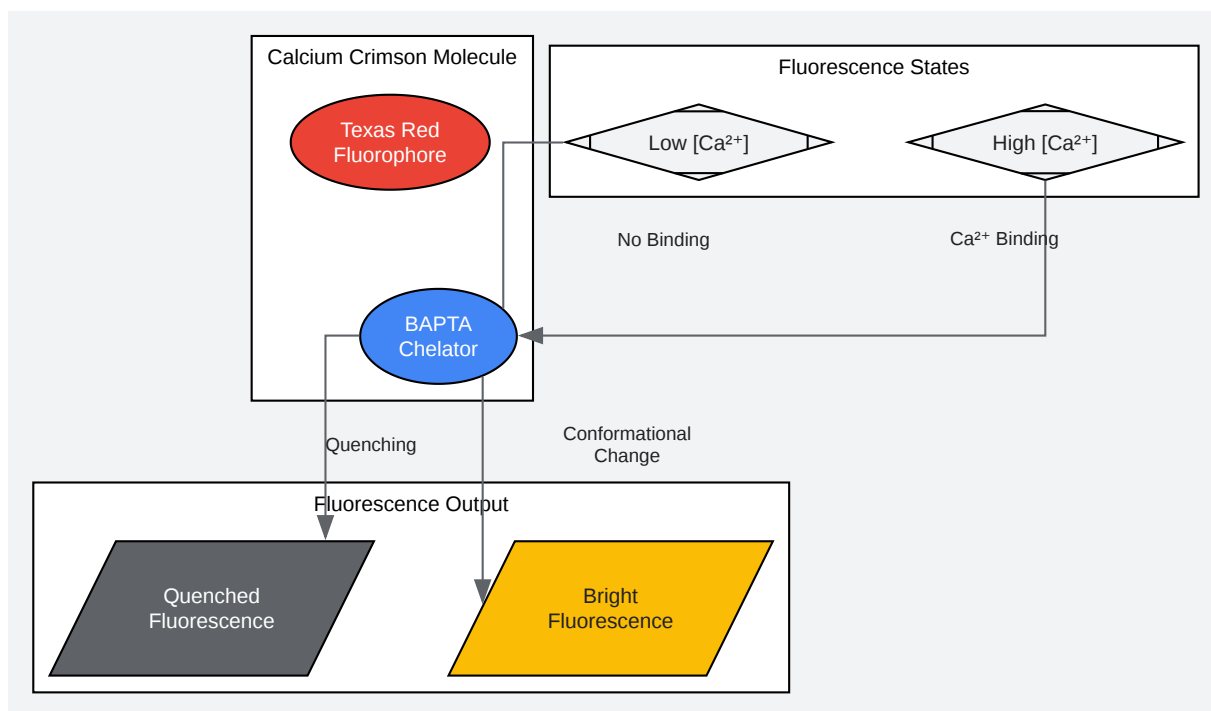 Calcium Crimson Molecule
Fluorescence States
Texas Red
Fluorophore
Low [Ca²⁺]
High [Ca²⁺]
No Binding
Ca²⁺ Binding
BAPTA
Chelator
Quenching
Conformational
Change
Fluorescence Output
Quenched
Fluorescence
Bright
Fluorescence